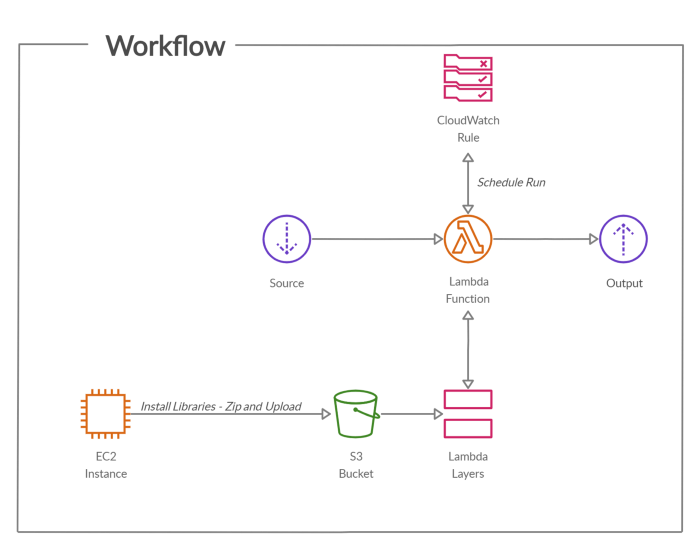 Workflow
CloudWatch
Rule
Schedule Run
Source
Lambda
Function
Output
Install Libraries - Zip and Upload
EC2
Instance
S3
Bucket
Lambda
Layers